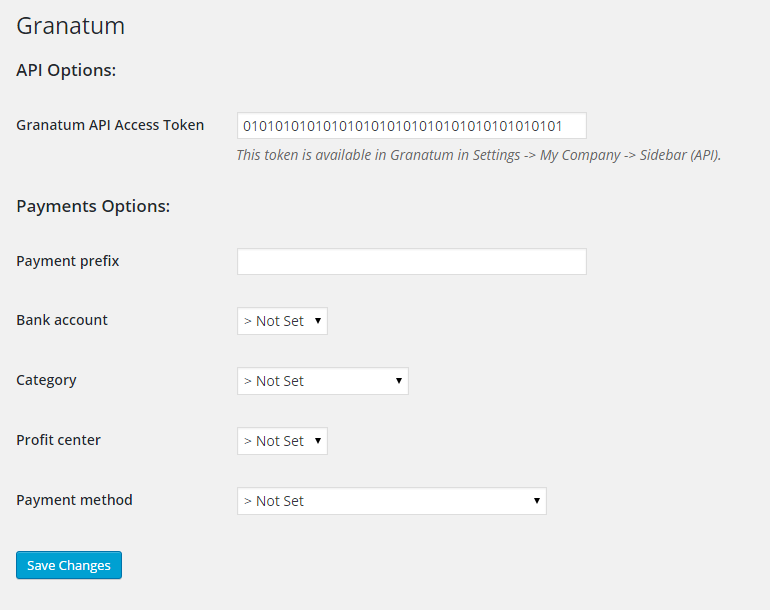 Granatum
API Options:
Granatum API Access Token
0101010101010101010101010101010101010101
This token is available in Granatum in Settings -> My Company -> Sidebar (API).
Payments Options:
Payment prefix
Bank account
> Not Set
Category
> Not Set
Profit center
> Not Set
Payment method
> Not Set
Save Changes